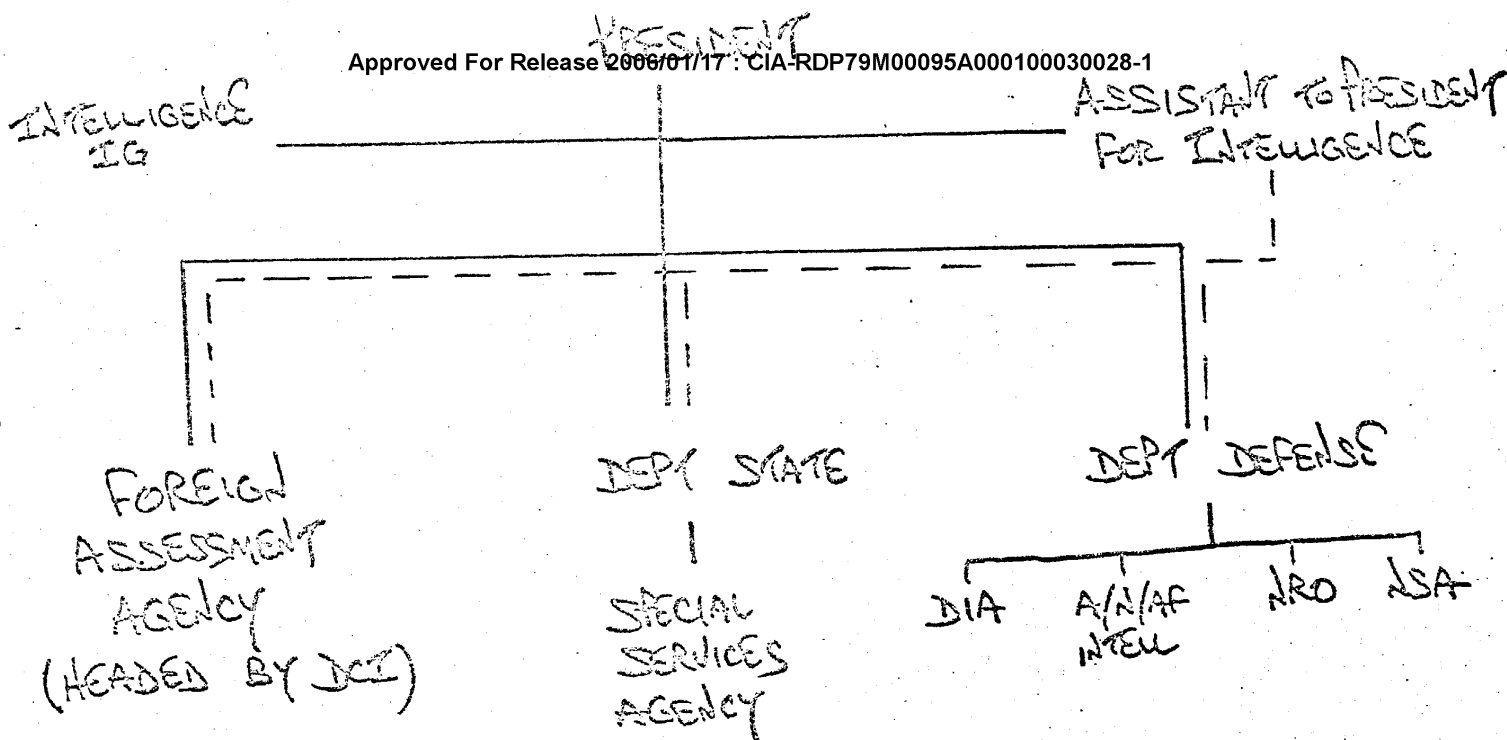 PRESIDENT
Approved For Release 2006/01/17 : CIA-RDP79M00095A000100030028-1
INTELLIGENCE
IG
ASSISTANT TO PRESIDENT
FOR INTELLIGENCE
FOREIGN
ASSESSMENT
AGENCY
(HEADED BY DCI)
DEPT STATE
SPECIAL
SERVICES
AGENCY
DEPT DEFENSE
DIA
A/N/AF
INTELL
NRO
NSA